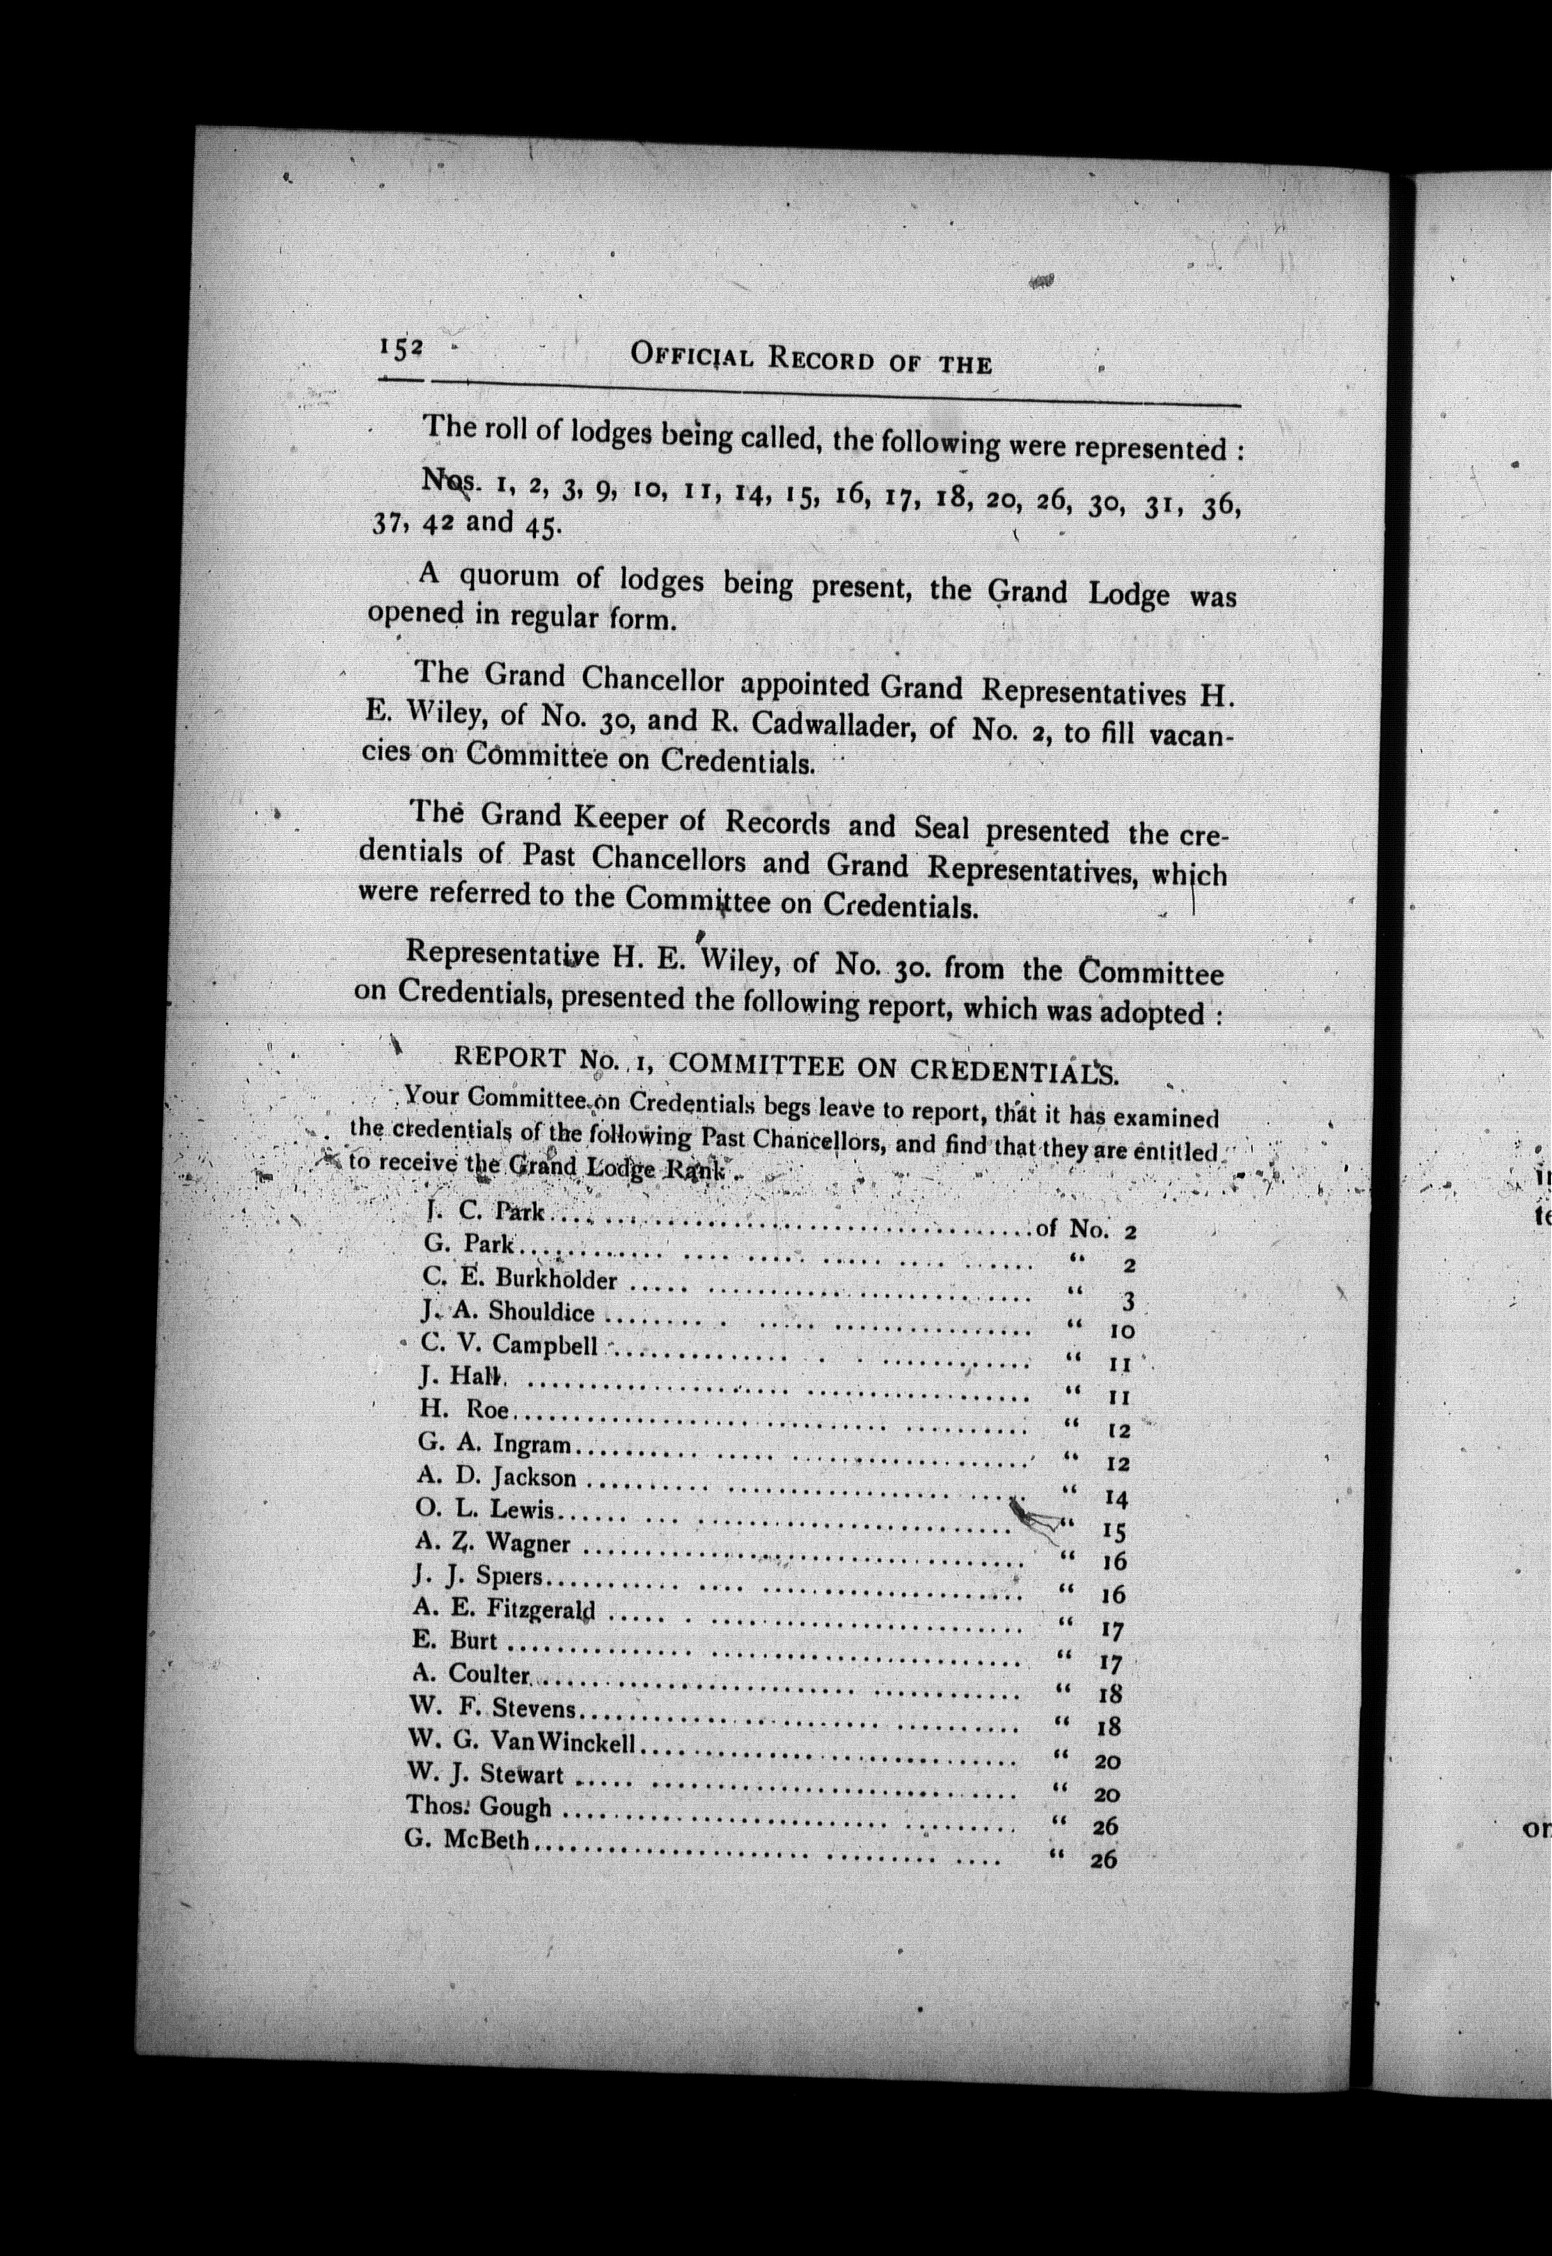 152 OFFICIAL RECORD OF THE
The roll of lodges being called, the following were represented :
Nos. 1, 2, 3, 9, 10, 11, 14, 15, 16, 17, 18, 20, 26, 30, 31, 36,
37, 42 and 45.
A quorum of lodges being present, the Grand Lodge was
opened in regular form.
The Grand Chancellor appointed Grand Representatives H.
E. Wiley, of No. 30, and R. Cadwallader, of No. 2, to fill vacan-
cies on Committee on Credentials.
The Grand Keeper of Records and Seal presented the cre-
dentials of Past Chancellors and Grand Representatives, which
were referred to the Committee on Credentials.
Representative H. E. Wiley, of No. 30. from the Committee
on Credentials, presented the following report, which was adopted :
REPORT No. 1, COMMITTEE ON CREDENTIALS.
Your Committee on Credentials begs leave to report, that it has examined
the credentials of the following Past Chancellors, and find that they are entitled
to receive the Grand Lodge Rank.
J. C. Park........................................of No. 2
G. Park........................................ “ 2
C. E. Burkholder ........................................ “ 3
J. A. Shouldice ........................................ “ 10
C. V. Campbell ........................................ “ 11
J. Hall ........................................ “ 11
H. Roe........................................ “ 12
G. A. Ingram........................................ “ 12
A. D. Jackson ........................................ “ 14
O. L. Lewis........................................ “ 15
A. Z. Wagner ........................................ “ 16
J. J. Spiers........................................ “ 16
A. E. Fitzgerald ........................................ “ 17
E. Burt ........................................ “ 17
A. Coulter........................................ “ 18
W. F. Stevens........................................ “ 18
W. G. VanWinckell........................................ “ 20
W. J. Stewart ........................................ “ 20
Thos. Gough ........................................ “ 26
G. McBeth........................................ “ 26